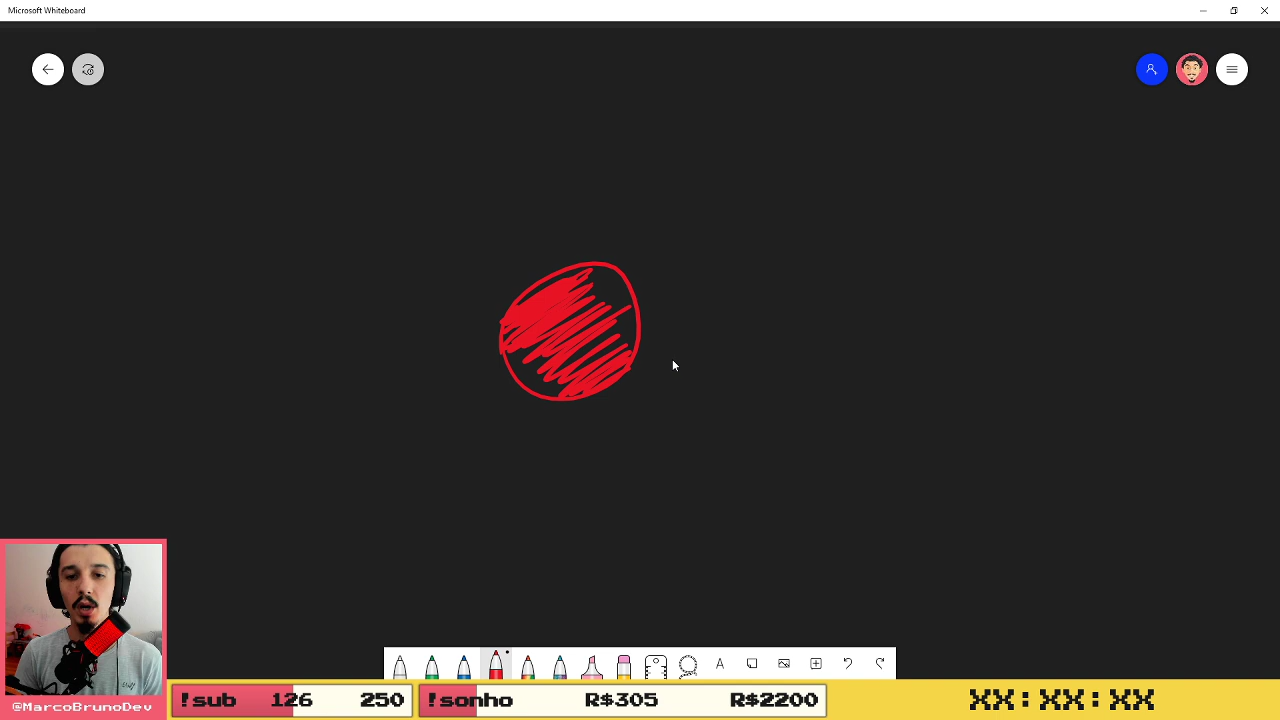 Microsoft Whiteboard
A
@MarcoBrunoDev
!sub 126 250
!sonho R$305 R$2200
XX:XX:XX